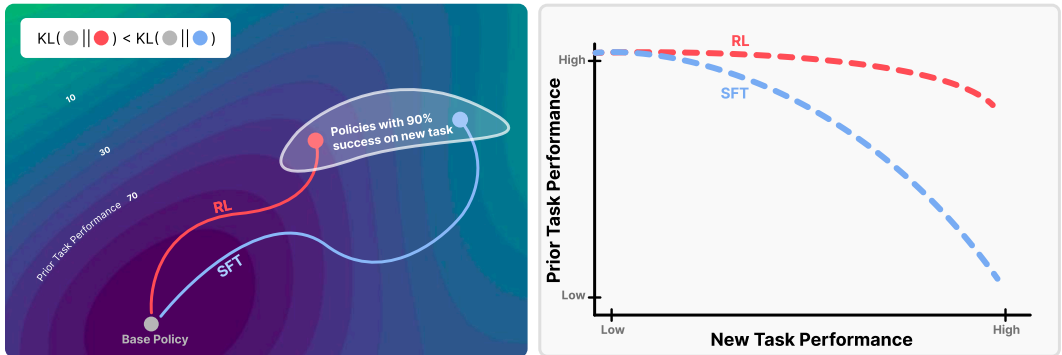 KL( || ) < KL( || )
10
30
70
Prior Task Performance
Policies with 90%
success on new task
RL
SFT
Base Policy
RL
SFT
High
Low
Prior Task Performance
Low
High
New Task Performance